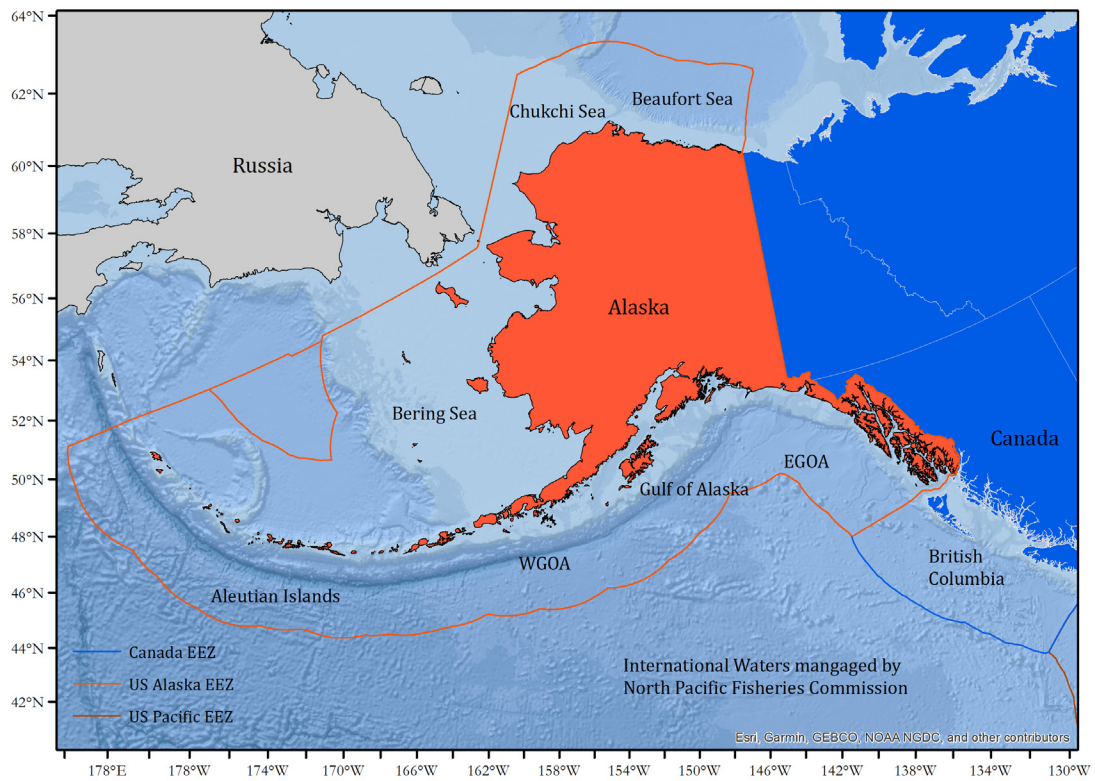 64°N
62°N
60°N
58°N
56°N
54°N
52°N
50°N
48°N
46°N
44°N
42°N
Chukchi Sea
Beaufort Sea
Russia
Alaska
Bering Sea
Canada
EGOA
Gulf of Alaska
WGOA
British
Columbia
Aleutian Islands
Canada EEZ
US Alaska EEZ
US Pacific EEZ
International Waters mangaged by
North Pacific Fisheries Commission
Esri, Garmin, GEBCO, NOAA NGDC, and other contributors
178°E 178°W 174°W 170°W 166°W 162°W 158°W 154°W 150°W 146°W 142°W 138°W 134°W 130°W